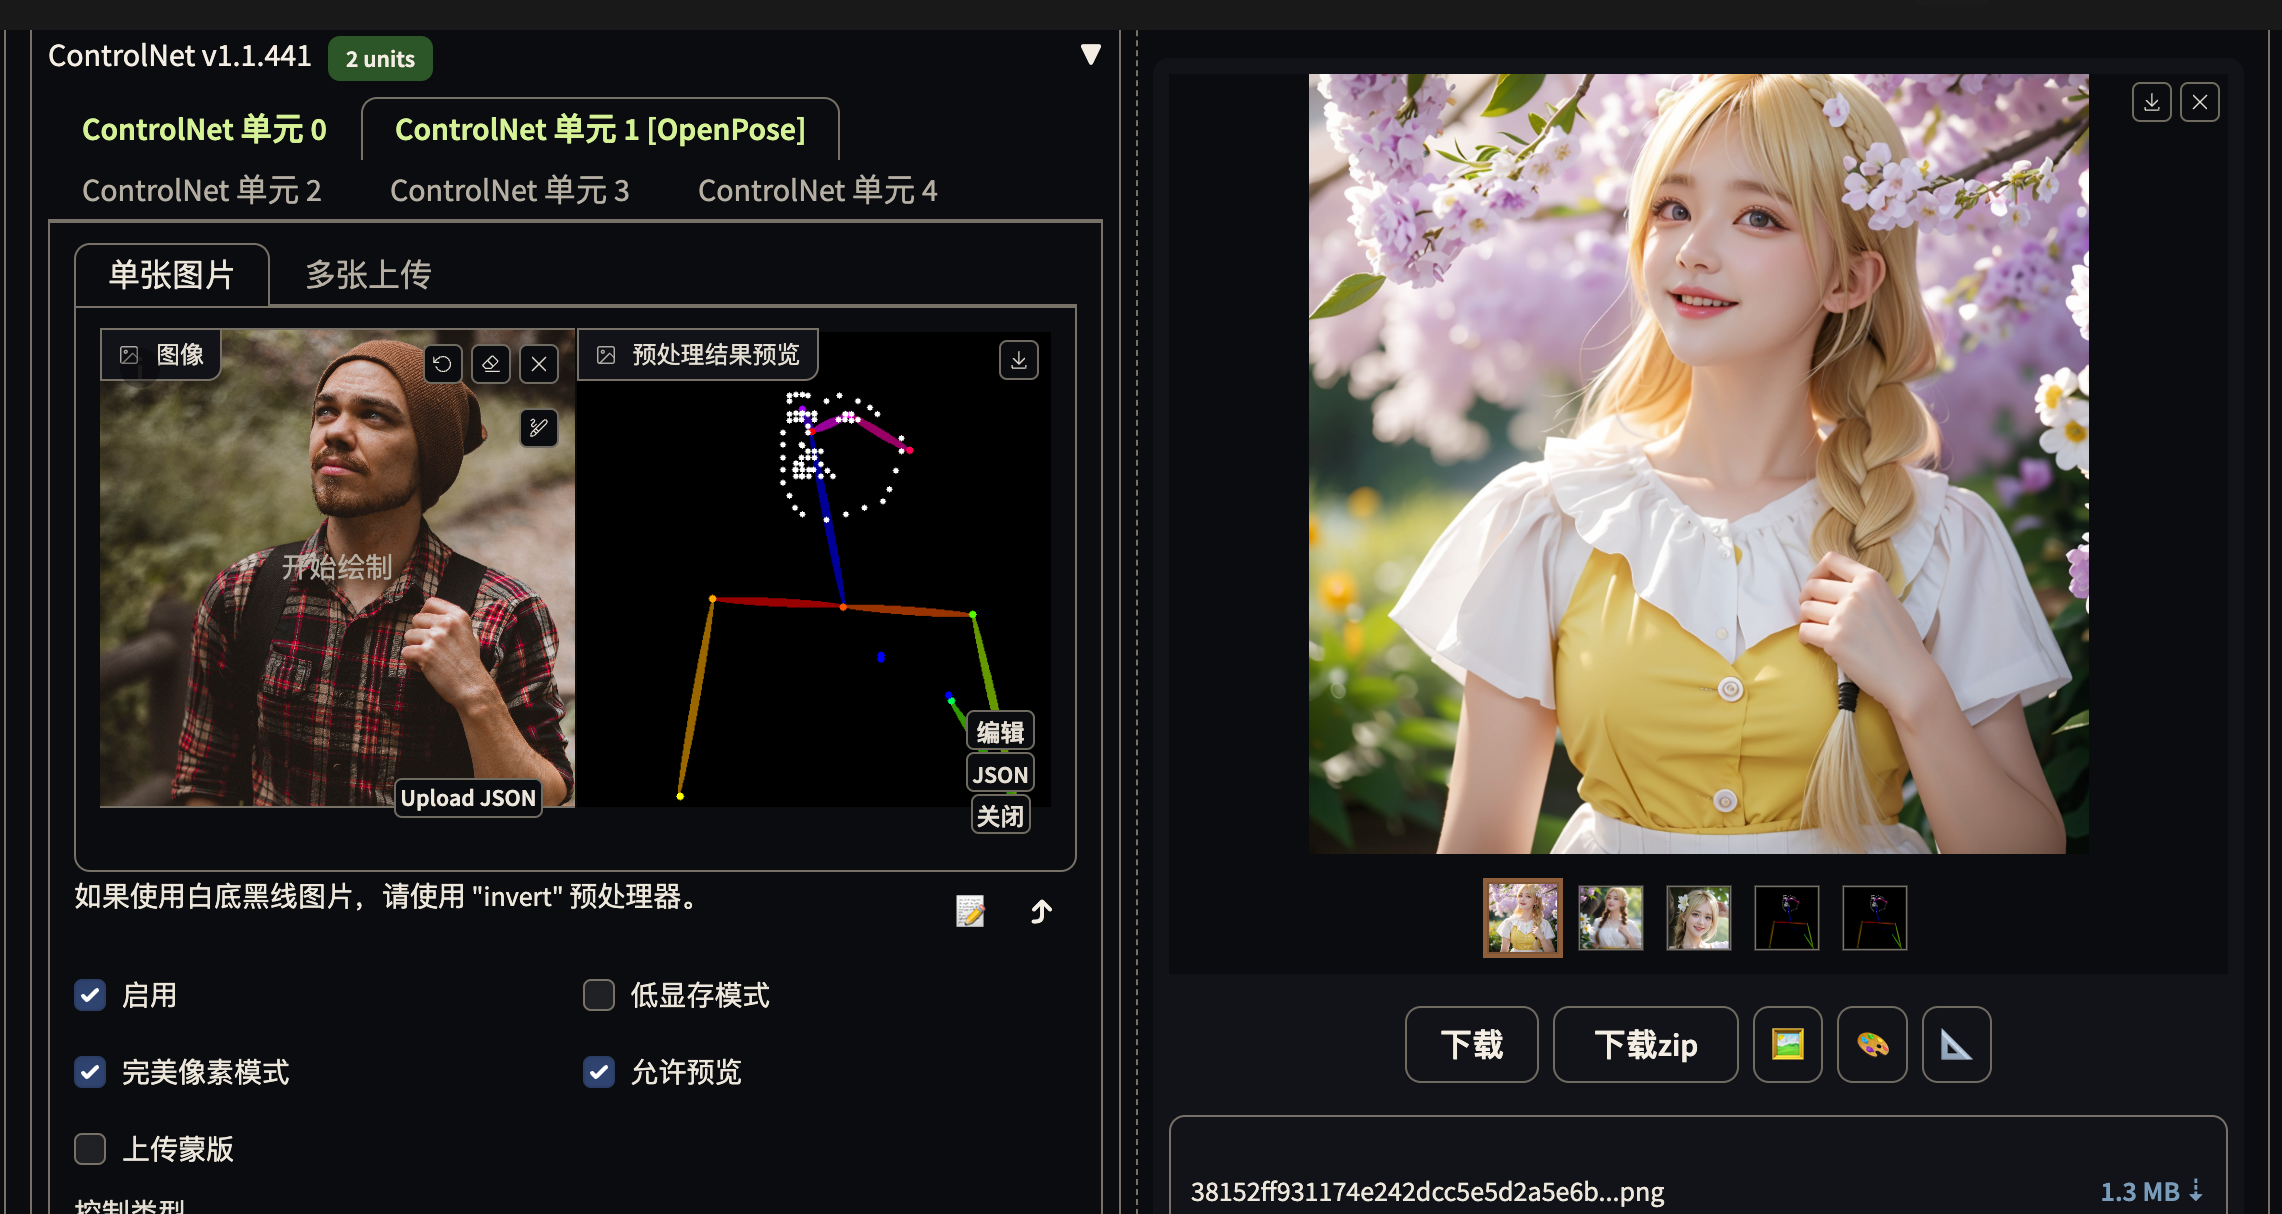 ControlNet v1.1.441
2 units
ControlNet 单元 0
ControlNet 单元 1 [OpenPose]
ControlNet 单元 2
ControlNet 单元 3
ControlNet 单元 4
单张图片
多张上传
图像
预处理结果预览
开始绘制
Upload JSON
编辑
JSON
关闭
如果使用白底黑线图片，请使用 "invert" 预处理器。
启用
低显存模式
完美像素模式
允许预览
上传蒙版
控制类型
下载
下载zip
38152ff931174e242dcc5e5d2a5e6b...png
1.3 MB ⇣